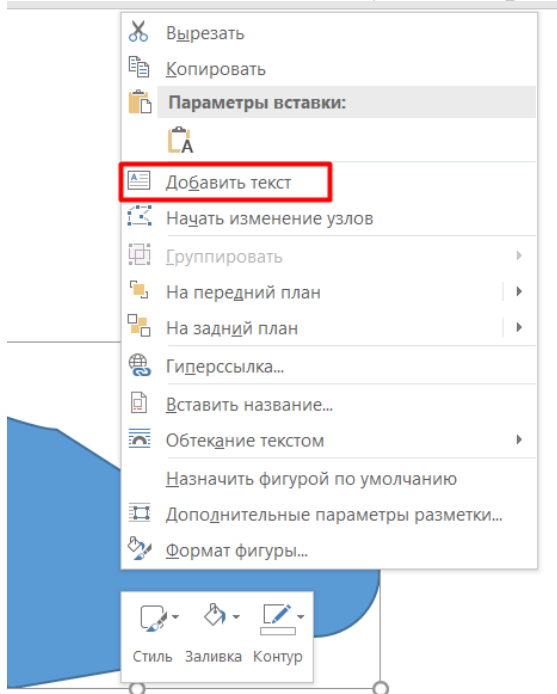 Вырезать
Копировать
Параметры вставки:
Добавить текст
Начать изменение узлов
Группировать
На передний план
На задний план
Гиперссылка...
Вставить название...
Обтекание текстом
Назначить фигурой по умолчанию
Дополнительные параметры разметки...
Формат фигуры...
Стиль Заливка Контур